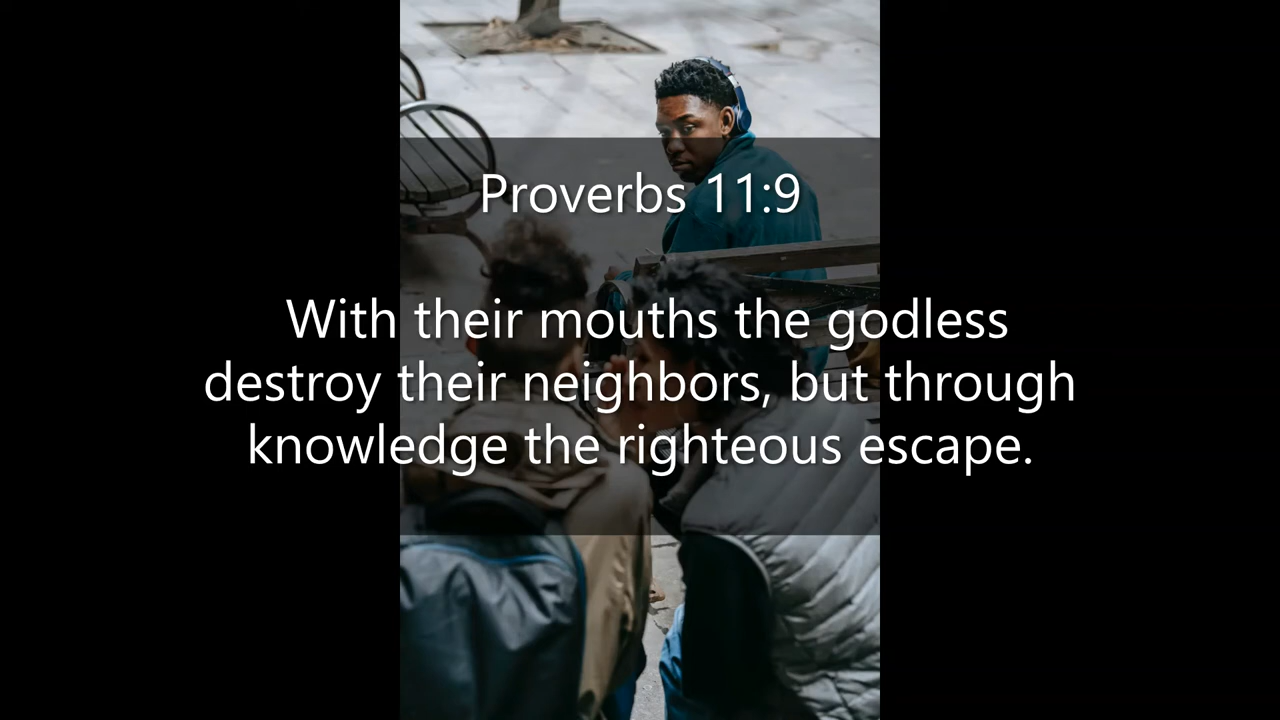 Proverbs 11:9
With their mouths the godless
destroy their neighbors, but through
knowledge the righteous escape.